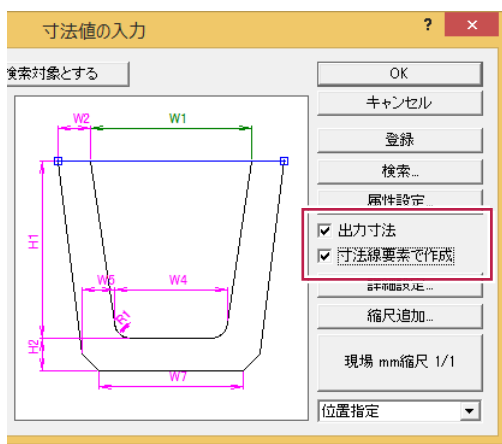 寸法値の入力
?
×
検索対象とする
OK
キャンセル
登録
検索...
属性設定...
出力寸法
寸法線要素で作成
詳細設定...
縮尺追加...
現場 mm縮尺 1/1
位置指定
W2
W1
H1
W5
W4
R1
H2
W7